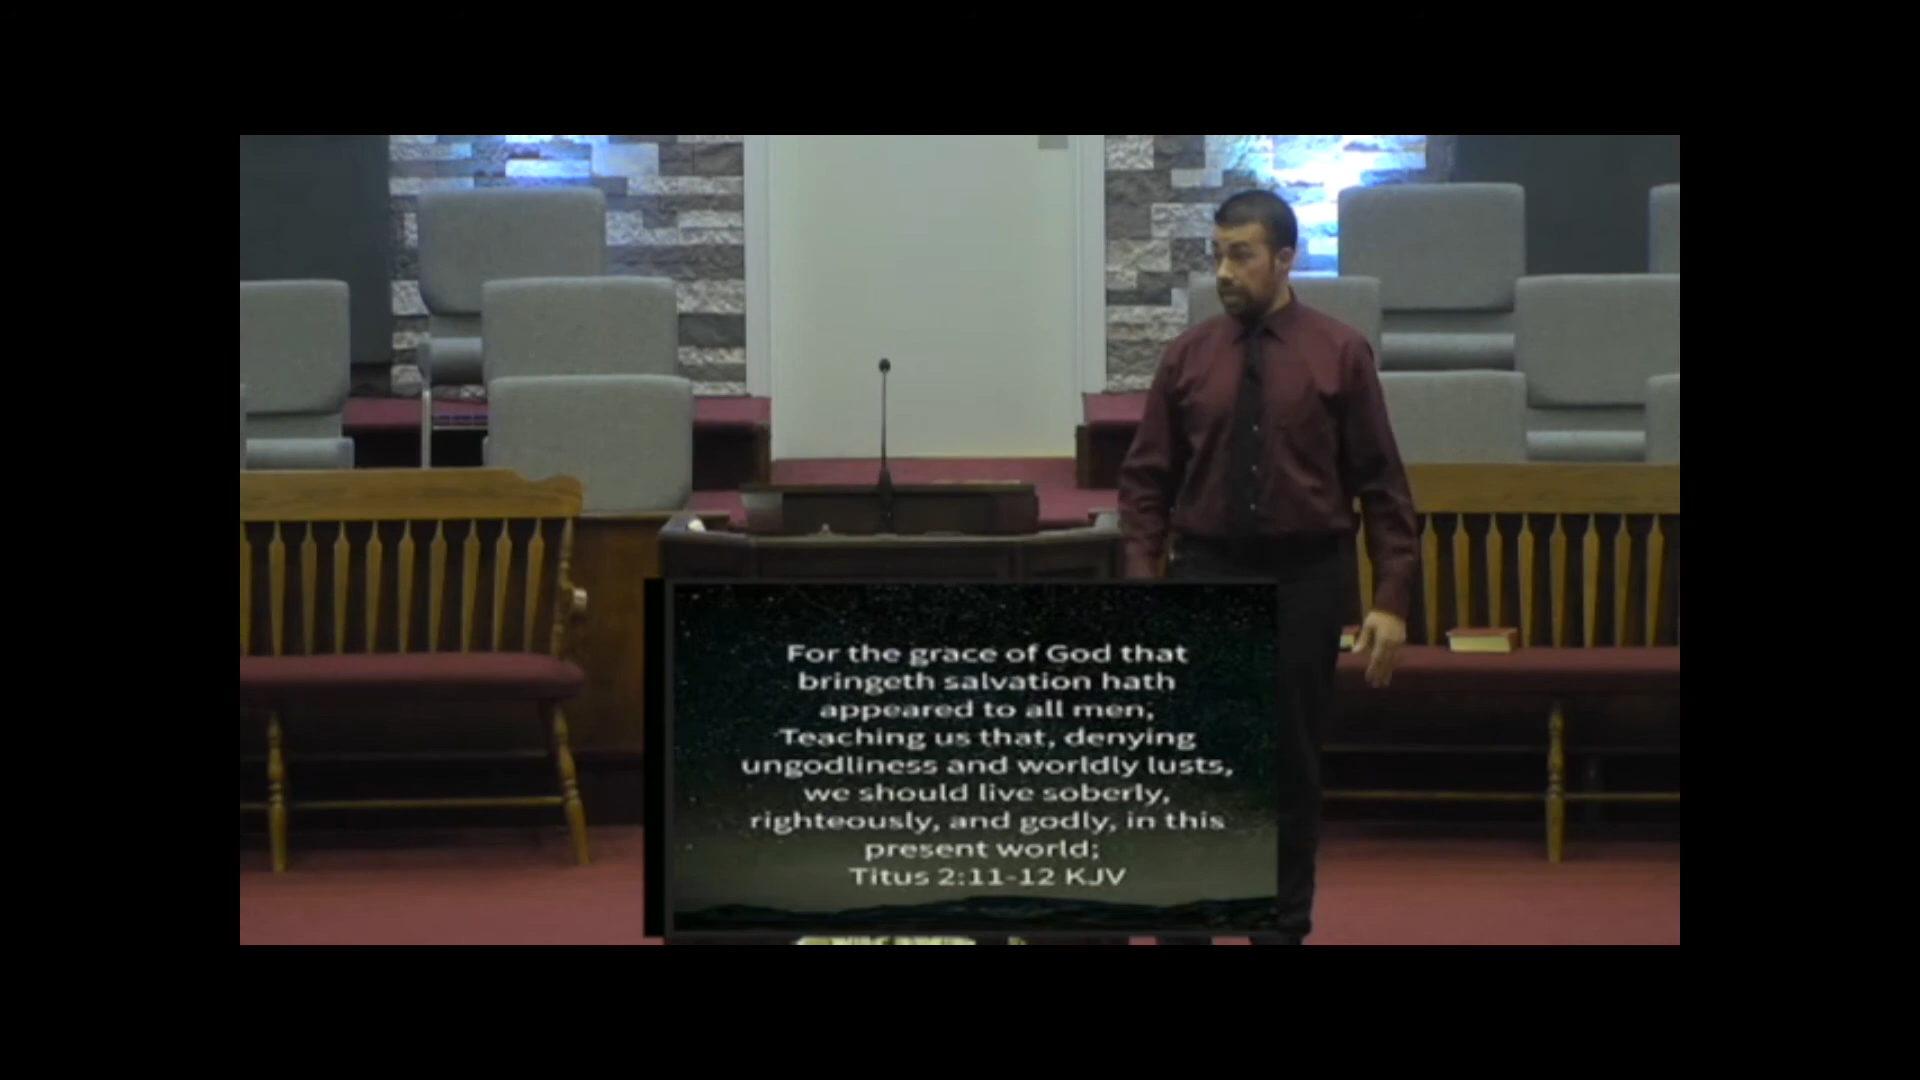 For the grace of God that
bringeth salvation hath
appeared to all men,
Teaching us that, denying
ungodliness and worldly lusts,
we should live soberly,
righteously, and godly, in this
present world;
Titus 2:11-12 KJV